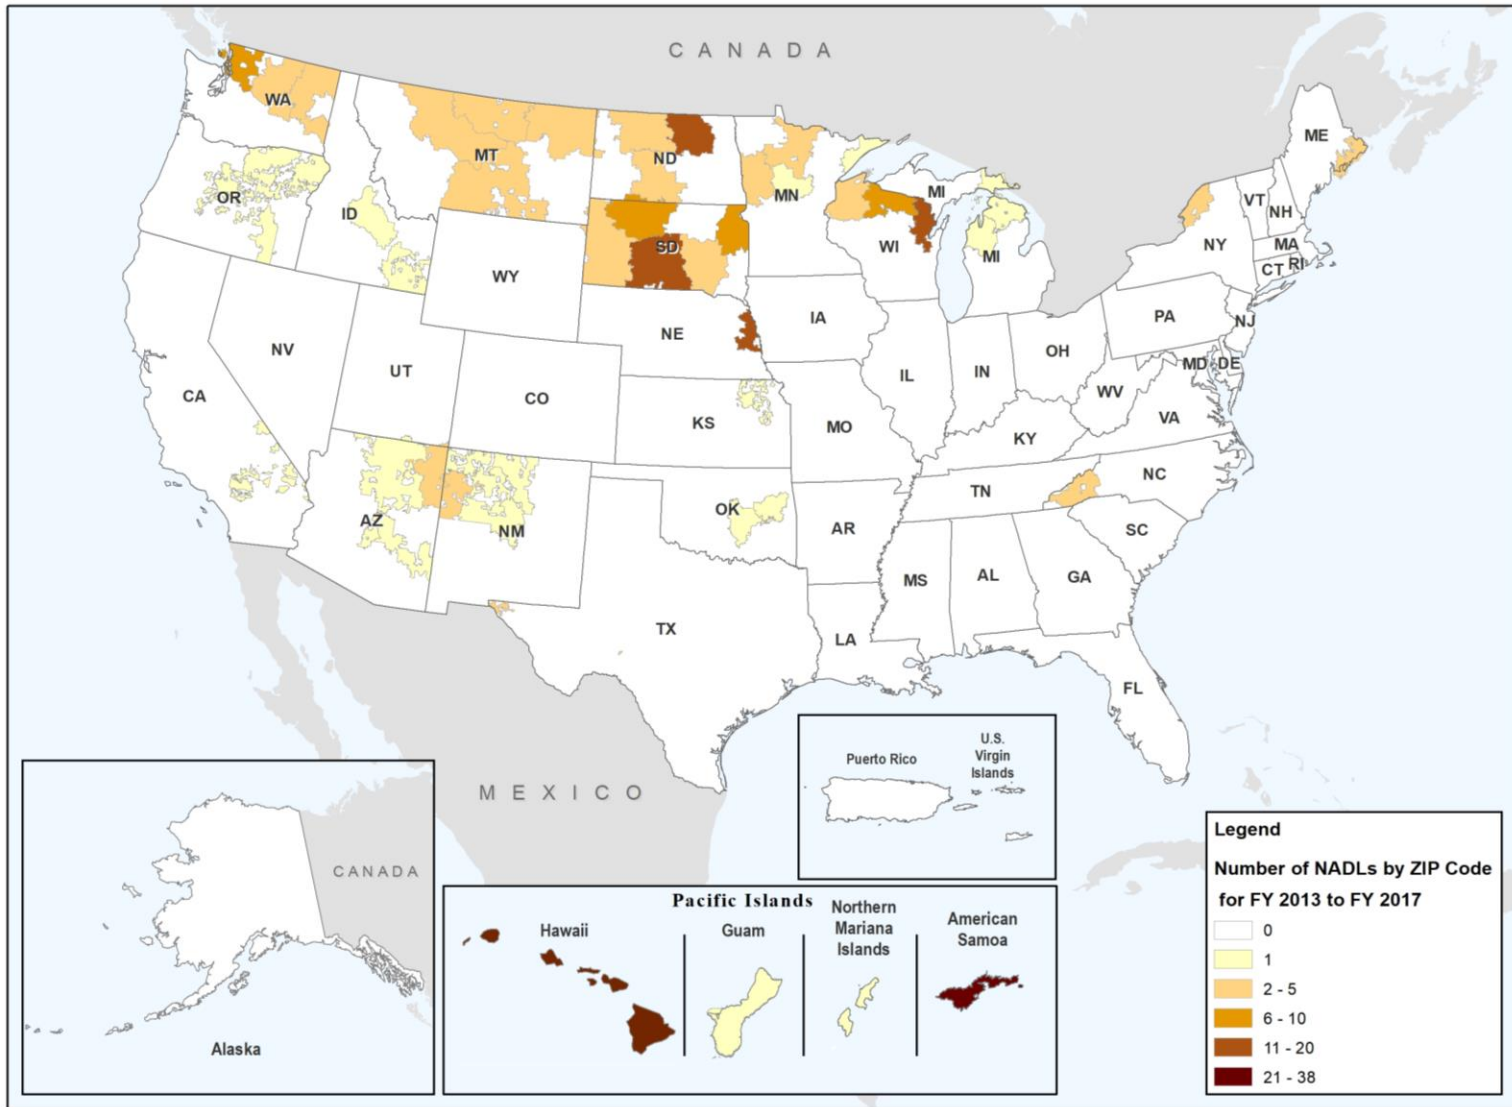 CANADA
WA
MT
ND
MN
OR
ID
SD
WI
MI
MI
ME
VT
NH
NY
MA
CT
RI
WY
NE
IA
PA
NJ
NV
UT
CO
IL
IN
OH
MD
DE
WV
VA
CA
KS
MO
KY
AZ
NM
OK
TN
NC
AR
SC
MS
AL
GA
TX
LA
FL
MEXICO
Puerto Rico
U.S.
Virgin
Islands
CANADA
Alaska
Pacific Islands
Hawaii
Guam
Northern
Mariana
Islands
American
Samoa
Legend
Number of NADLs by ZIP Code
for FY 2013 to FY 2017
0
1
2 - 5
6 - 10
11 - 20
21 - 38